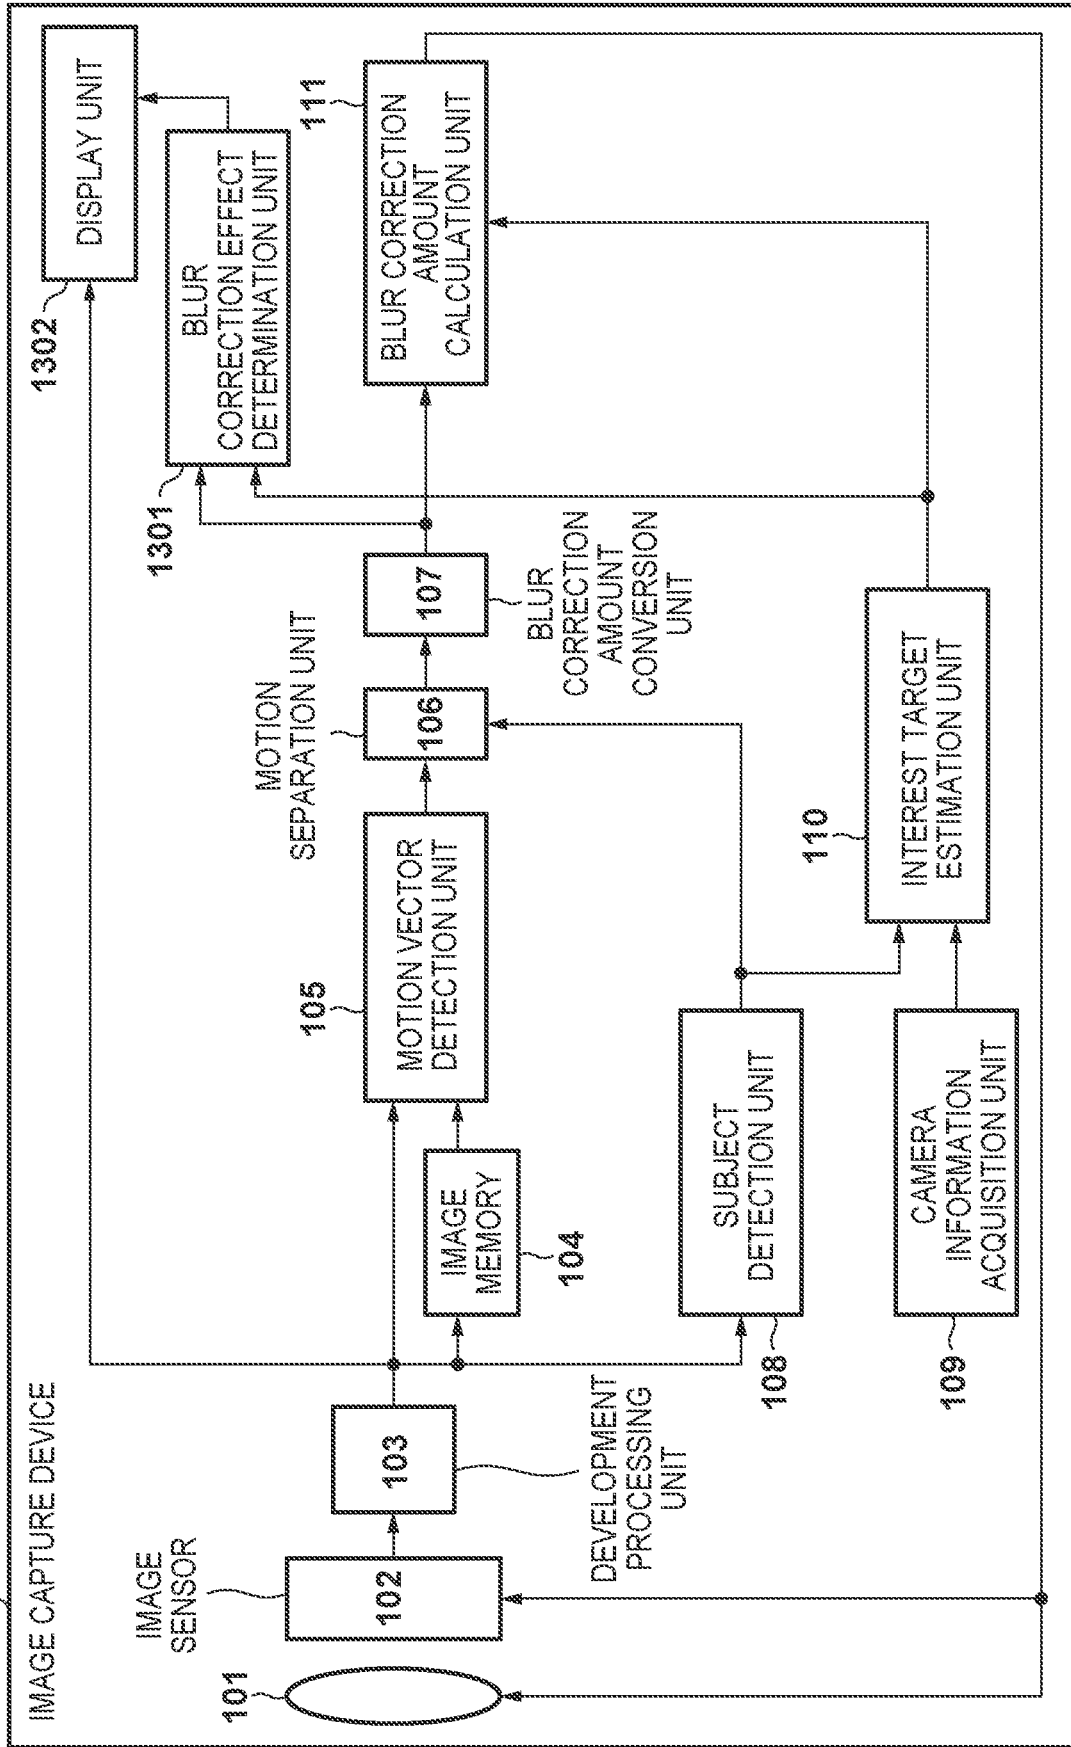 IMAGE CAPTURE DEVICE
101
IMAGE
SENSOR
102
103
DEVELOPMENT
PROCESSING
UNIT
IMAGE
MEMORY
104
105
MOTION VECTOR
DETECTION UNIT
MOTION
SEPARATION UNIT
106
107
BLUR
CORRECTION
AMOUNT
CONVERSION
UNIT
SUBJECT
DETECTION UNIT
108
CAMERA
INFORMATION
ACQUISITION UNIT
109
110
INTEREST TARGET
ESTIMATION UNIT
111
BLUR CORRECTION
AMOUNT
CALCULATION UNIT
1301
BLUR
CORRECTION EFFECT
DETERMINATION UNIT
1302
DISPLAY UNIT